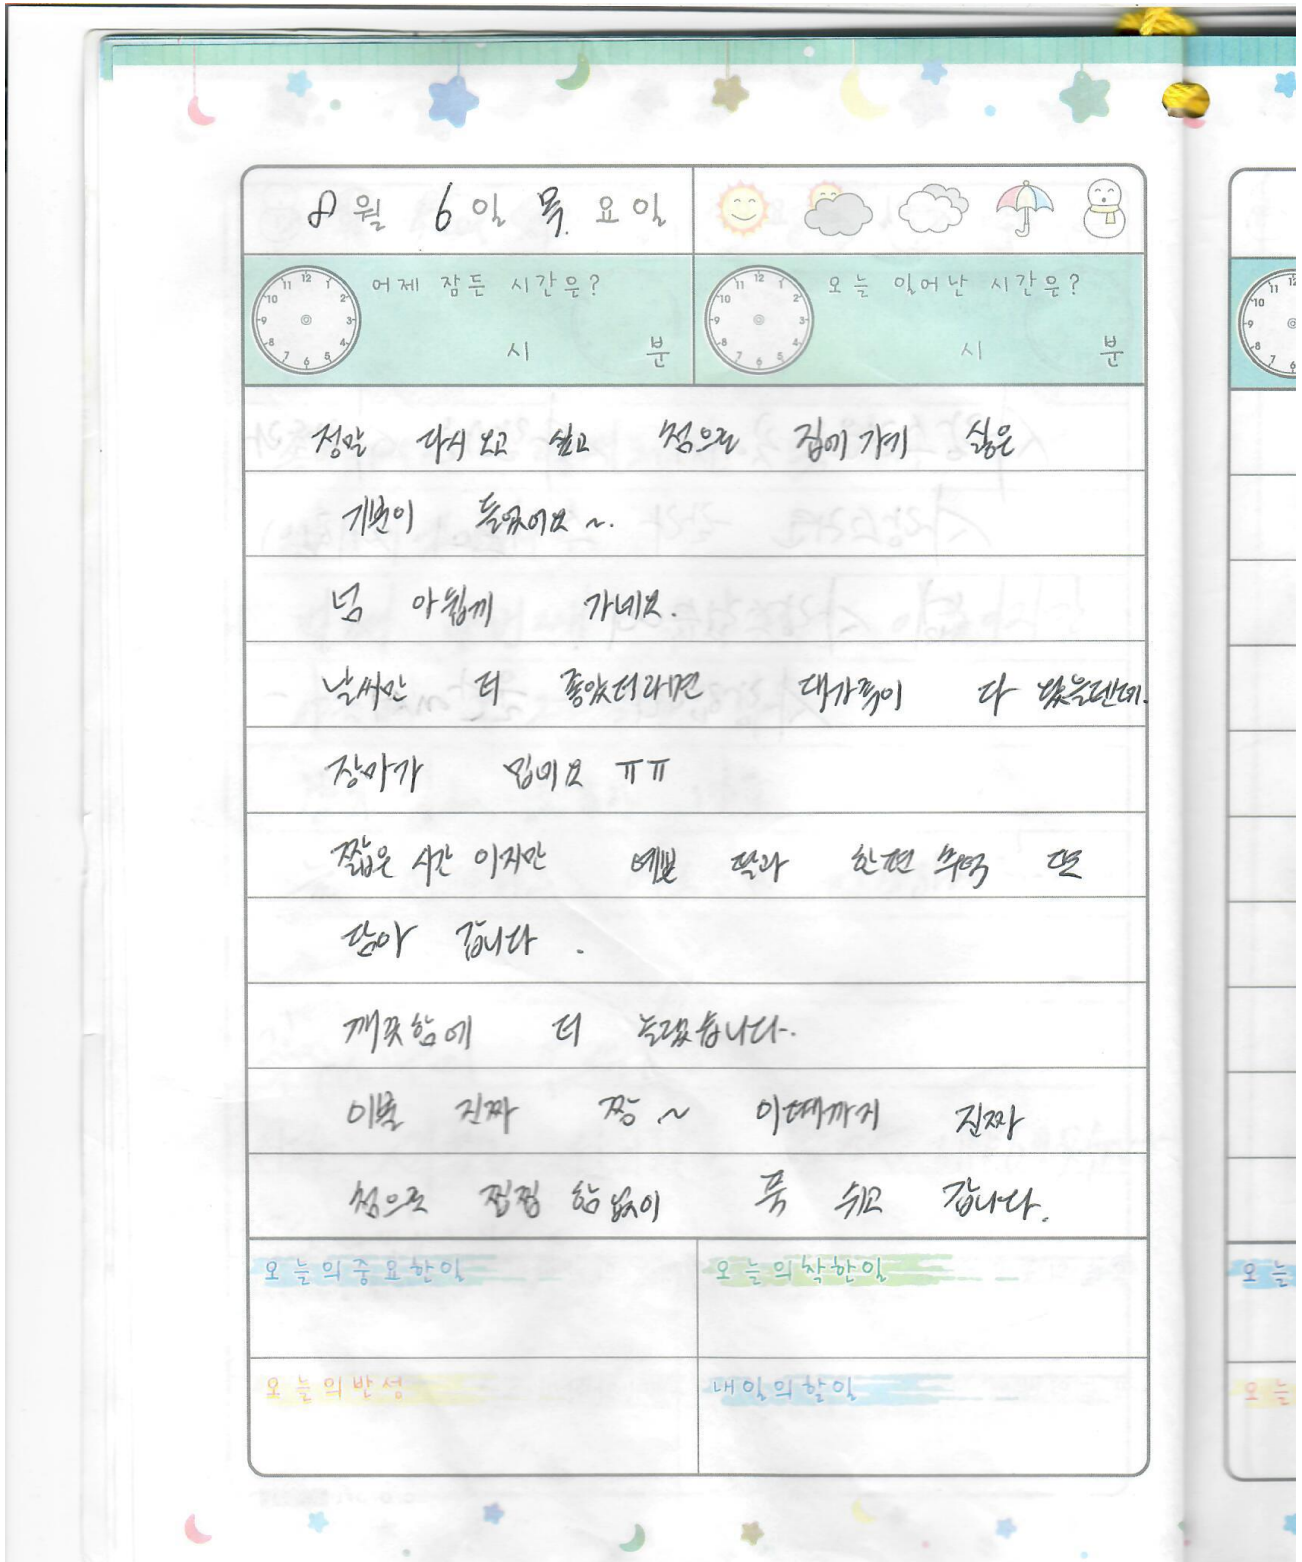 8월 6일 목요일
어제 잠든 시간은?
오늘 일어난 시간은?
시 분
시 분
정말 다시 오고 싶고 첨으로 집에 가기 싫은
기분이 들었어요~.
넘 아쉽게 가네요.
날씨만 더 좋았더라면 대가족이 다 왔을텐데.
장마가 밉네요 ㅠㅠ
짧은 시간 이지만 예쁜 딸과 한편 추억
담아 갑니다.
깨끗함에 더 놀랐습니다.
이불 진짜 짱~ 이때까지 진짜
첨으로 찝찝함 없이 푹 쉬고 갑니다.
오늘의중요한일
오늘의착한일
오늘의반성
내일의할일